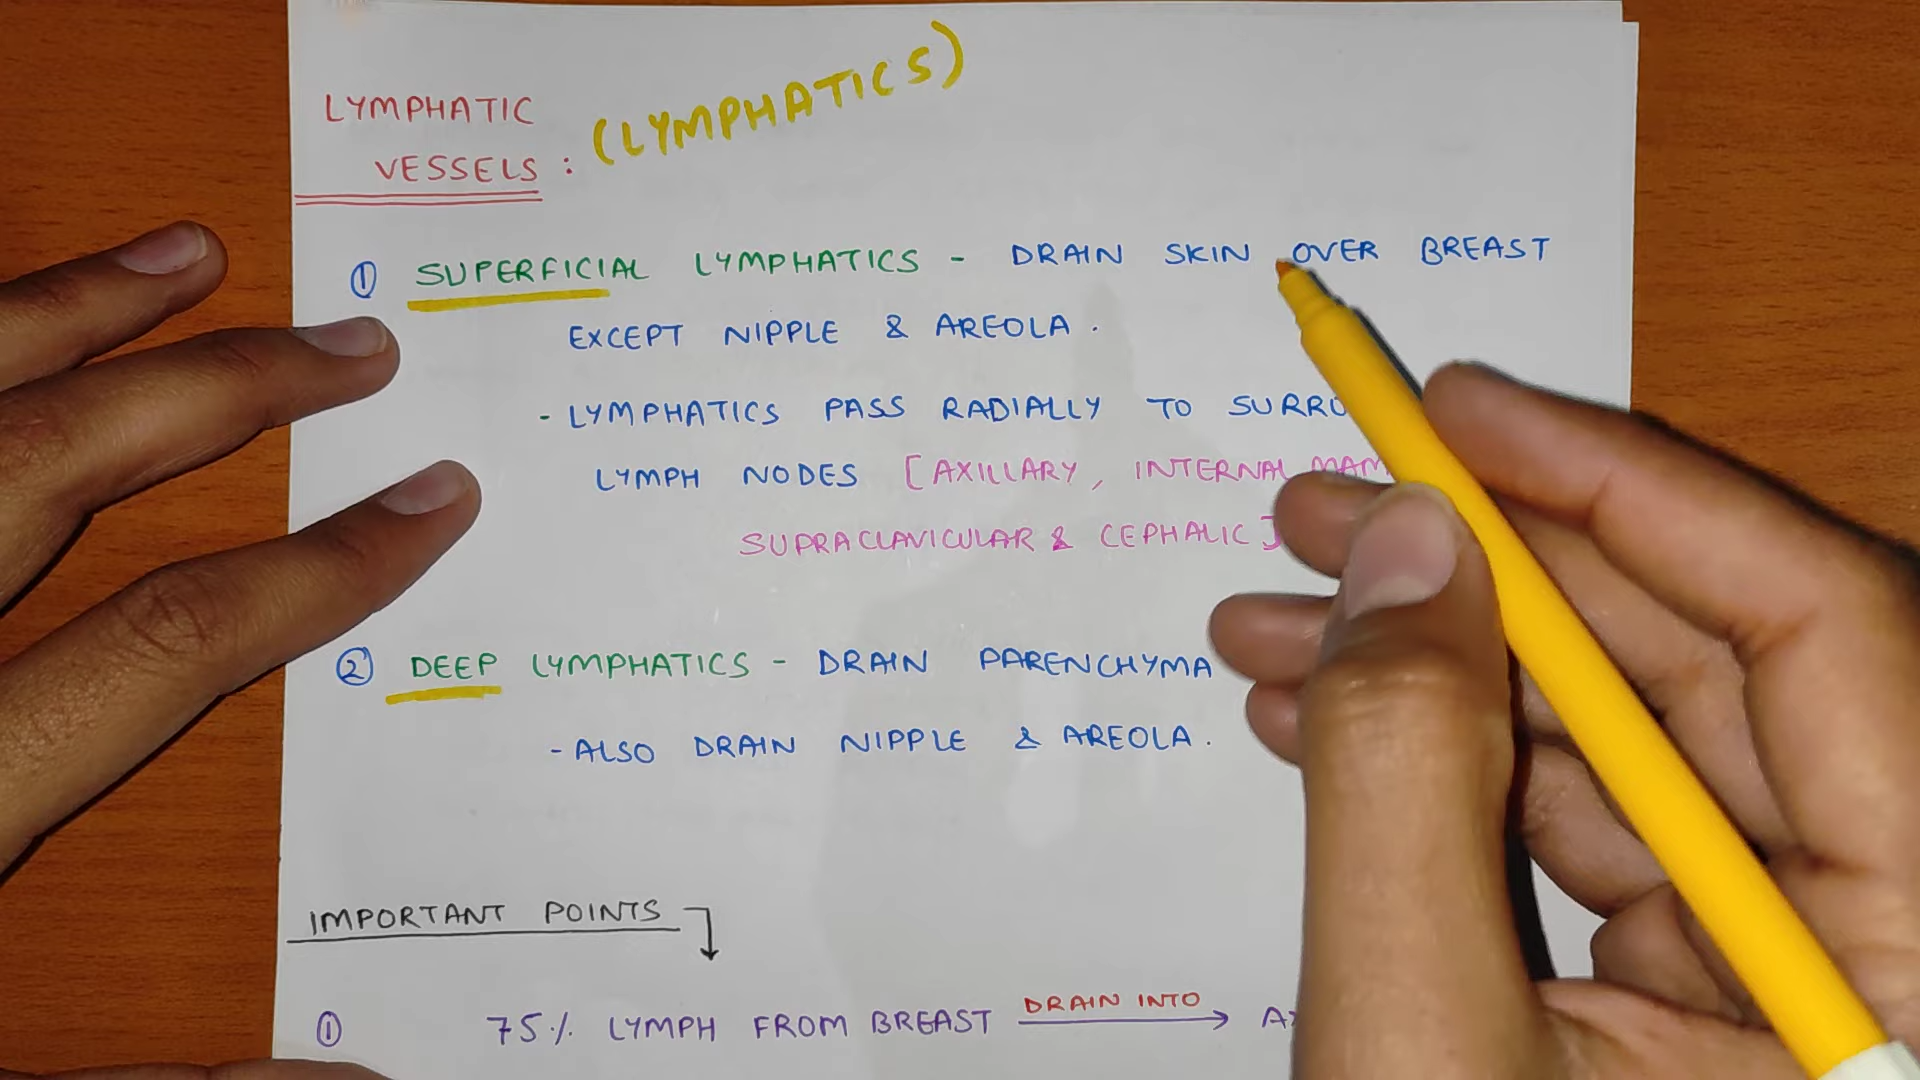 LYMPHATIC
VESSELS : (LYMPHATICS)
① SUPERFICIAL LYMPHATICS - DRAIN SKIN OVER BREAST
EXCEPT NIPPLE & AREOLA.
- LYMPHATICS PASS RADIALLY TO
LYMPH NODES [AXILLARY, INTERNAL
SUPRACLAVICULAR & CEPHALIC]
② DEEP LYMPHATICS - DRAIN PARENCHYMA
- ALSO DRAIN NIPPLE & AREOLA.
IMPORTANT POINTS
① 75% LYMPH FROM BREAST DRAIN INTO